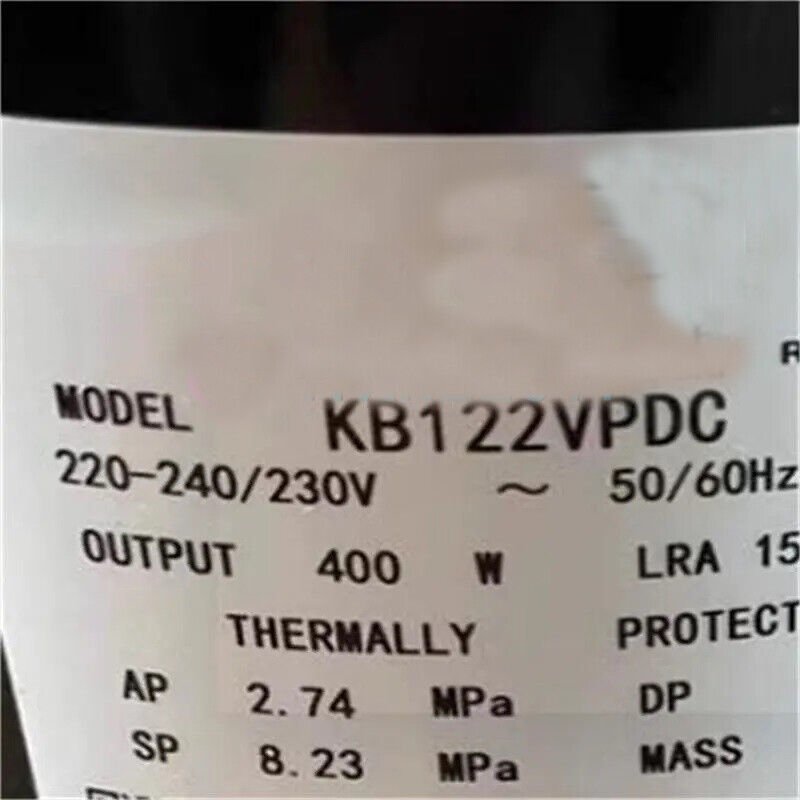 R
MODEL KB122VPDC
220-240/230V ~ 50/60Hz
OUTPUT 400 W LRA 15
THERMALLY PROTECT
AP 2.74 MPa DP
SP 8.23 MPa MASS